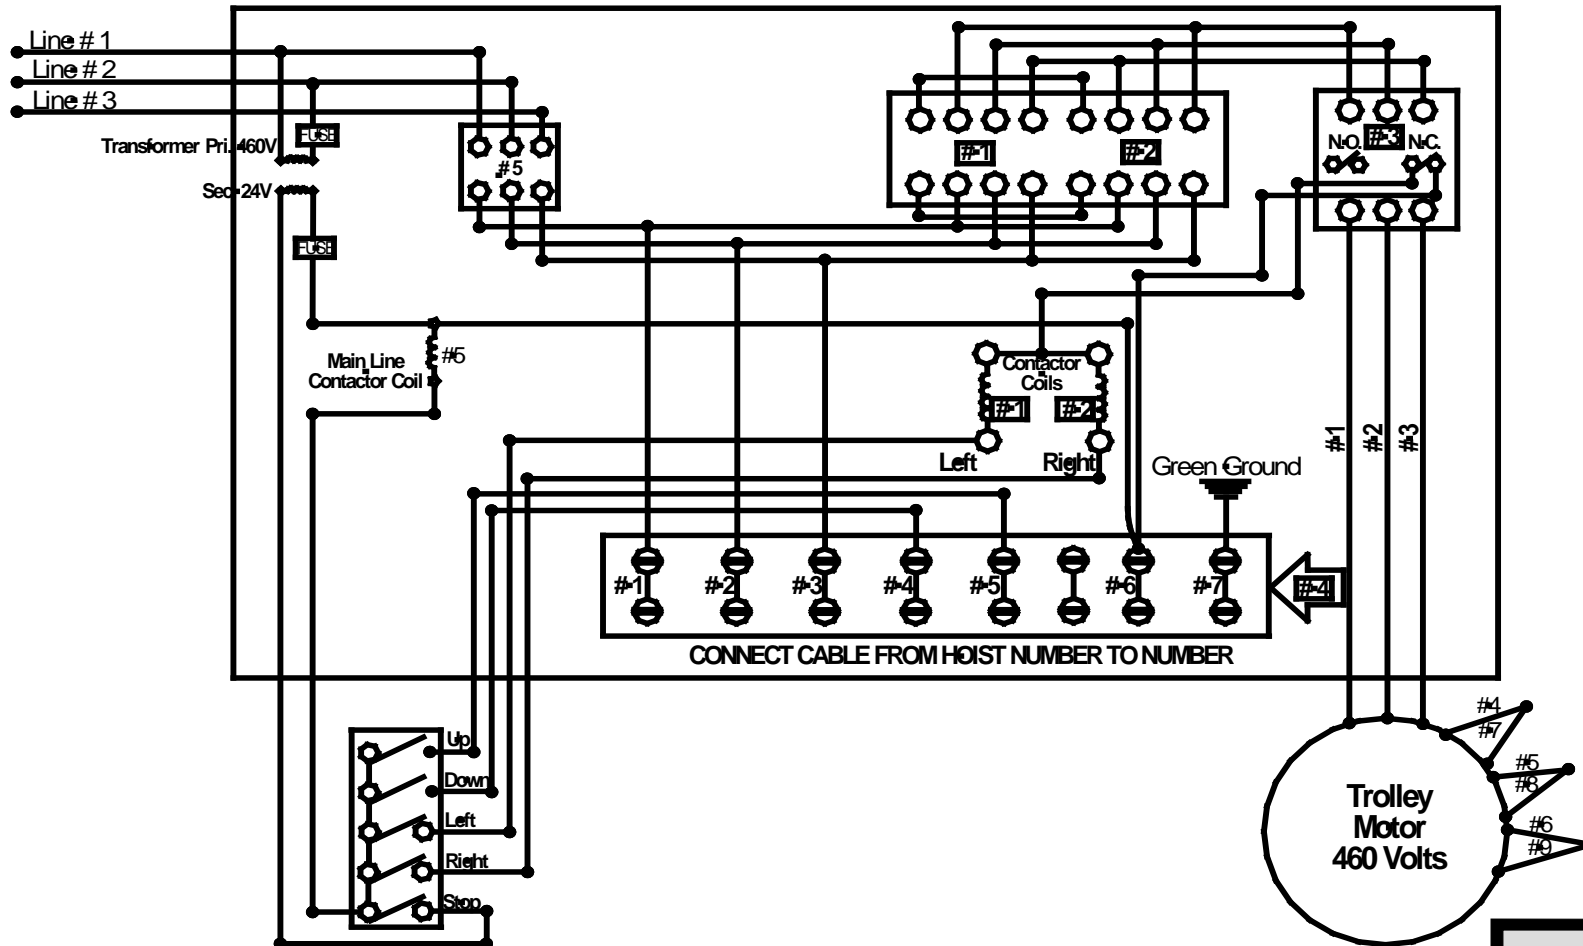 Line # 1
Line # 2
Line # 3
Transformer Pri. 460V
Sec. 24V
FUSE
FUSE
#5
#1
#2
#3
N.O.
N.C.
Main Line
Contactor Coil
#5
Contactor
Coils
#1
#2
Left
Right
Green Ground
#1
#2
#3
#1
#2
#3
#4
#5
#6
#7
#4
CONNECT CABLE FROM HOIST NUMBER TO NUMBER
Up
Down
Left
Right
Stop
Trolley
Motor
460 Volts
#4
#7
#5
#8
#6
#9